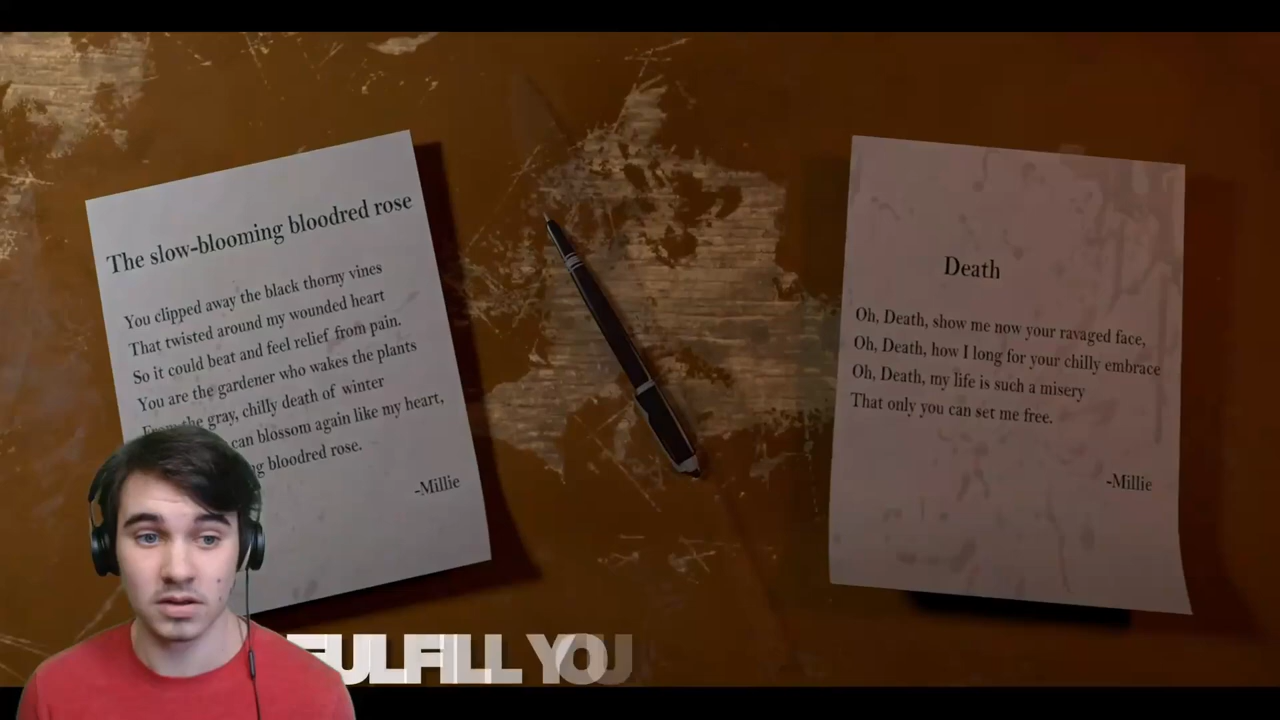 The slow-blooming bloodred rose
You clipped away the black thorny vines
That twisted around my wounded heart
So it could beat and feel relief from pain.
You are the gardener who wakes the plants
From the gray, chilly death of winter
can blossom again like my heart,
bloodred rose.
-Millie
Death
Oh, Death, show me now your ravaged face,
Oh, Death, how I long for your chilly embrace
Oh, Death, my life is such a misery
That only you can set me free.
-Millie
FULFILL YOU